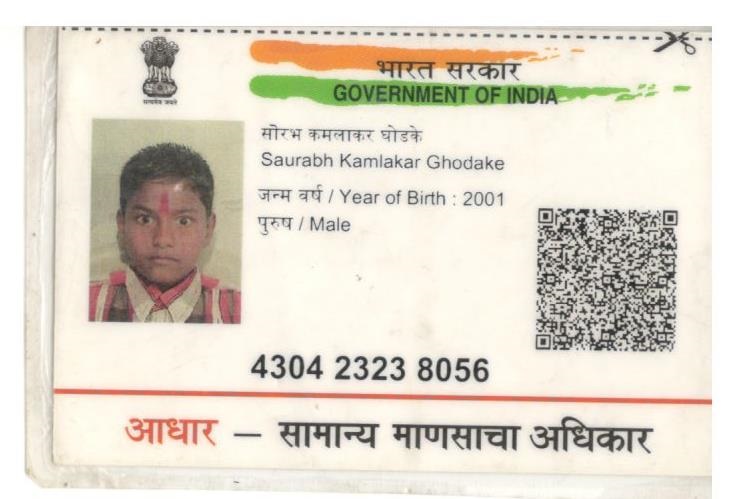 भारत सरकार
GOVERNMENT OF INDIA
सत्यमेव जयते
सोरभ कमलाकर घोडके
Saurabh Kamlakar Ghodake
जन्म वर्ष / Year of Birth : 2001
पुरुष / Male
4304 2323 8056
आधार – सामान्य माणसाचा अधिकार